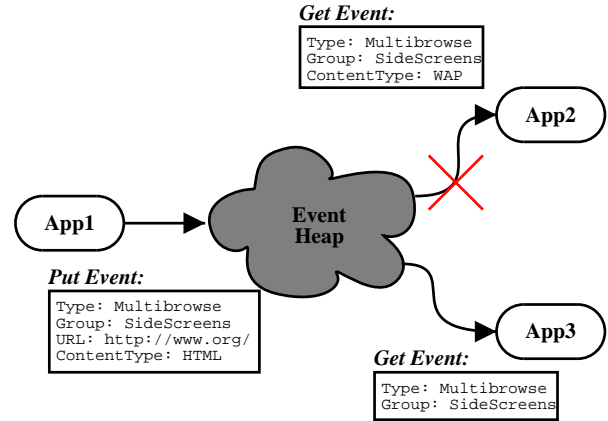 Get Event:
Type: Multibrowse
Group: SideScreens
ContentType: WAP
App2
App1
Event
Heap
Put Event:
Type: Multibrowse
Group: SideScreens
URL: http://www.org/
ContentType: HTML
App3
Get Event:
Type: Multibrowse
Group: SideScreens